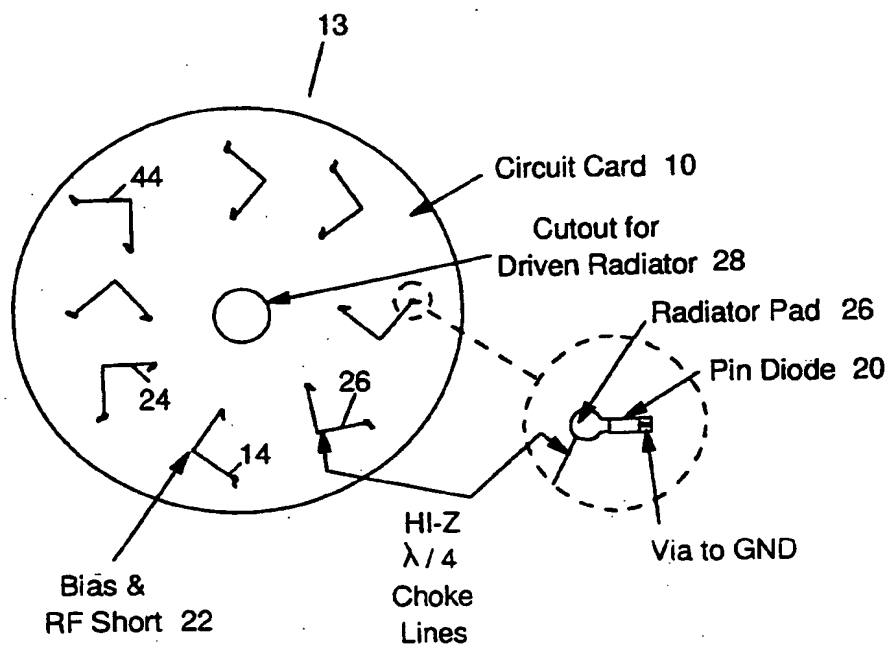 13
44
Circuit Card 10
Cutout for
Driven Radiator 28
Radiator Pad 26
Pin Diode 20
24
26
14
HI-Z
λ/4
Choke
Lines
Via to GND
Bias &
RF Short 22